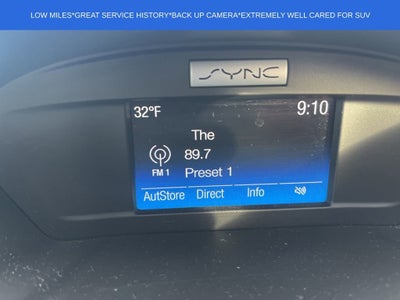 LOW MILES*GREAT SERVICE HISTORY*BACK UP CAMERA*EXTREMELY WELL CARED FOR SUV
SYNC
32°F 9:10
The
89.7
FM 1 Preset 1
AutStore Direct Info